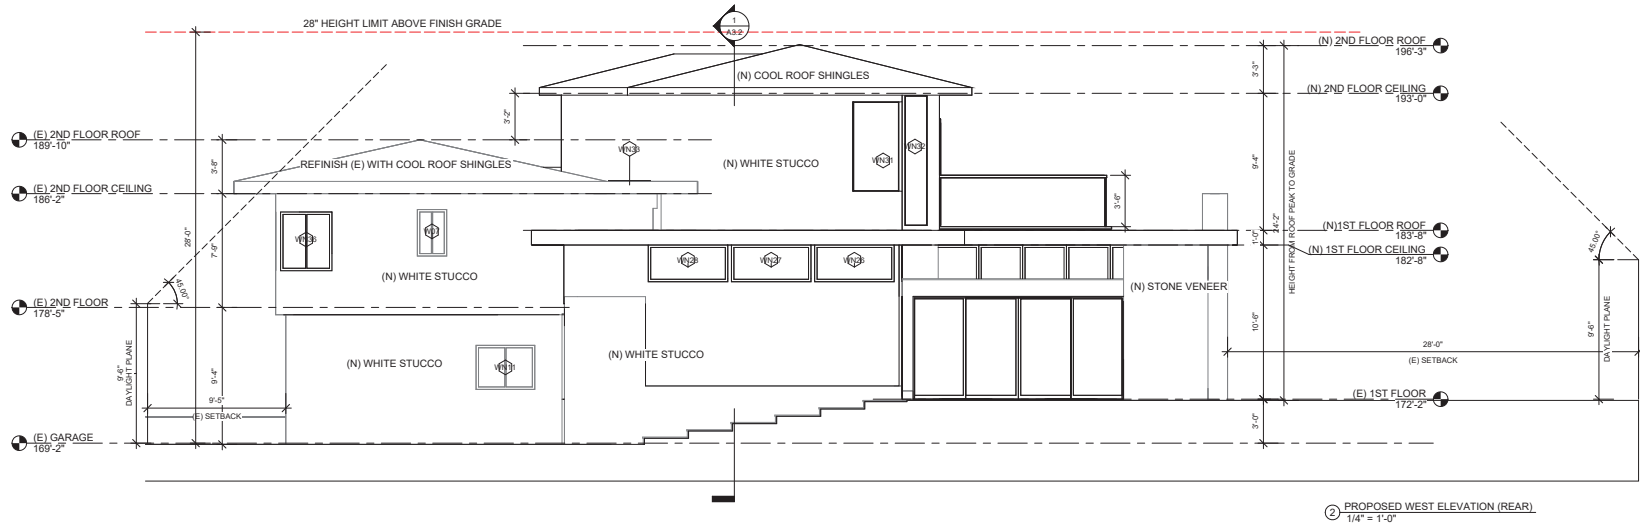 28" HEIGHT LIMIT ABOVE FINISH GRADE
1
A3.2
(N) 2ND FLOOR ROOF
196'-3"
(N) COOL ROOF SHINGLES
3'-3"
(N) 2ND FLOOR CEILING
193'-0"
3'-2"
(E) 2ND FLOOR ROOF
189'-10"
WN33
WN31
WN32
3'-8"
REFINISH (E) WITH COOL ROOF SHINGLES
(N) WHITE STUCCO
9'-4"
(E) 2ND FLOOR CEILING
186'-2"
3'-6"
HEIGHT FROM ROOF PEAK TO GRADE
24'-2"
28'-0"
WN36
W07
7'-9"
(N)1ST FLOOR ROOF
183'-8"
1'-0"
(N) 1ST FLOOR CEILING
182'-8"
45.00°
WN28
WN27
WN26
(N) WHITE STUCCO
45.00°
(N) STONE VENEER
(E) 2ND FLOOR
178'-5"
10'-6"
9'-6"
DAYLIGHT PLANE
28'-0"
(E) SETBACK
(N) WHITE STUCCO
(N) WHITE STUCCO
WN11
9'-6"
DAYLIGHT PLANE
9'-4"
9'-5"
(E) SETBACK
(E) 1ST FLOOR
172'-2"
3'-0"
(E) GARAGE
169'-2"
2
PROPOSED WEST ELEVATION (REAR)
1/4" = 1'-0"